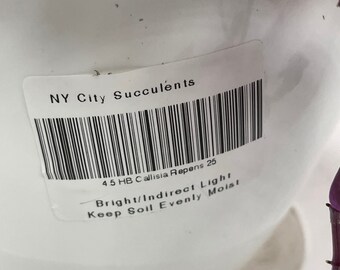 NY City Succulents
4.5 HB Callisia Repens 25
Bright/Indirect Light
Keep Soil Evenly Moist